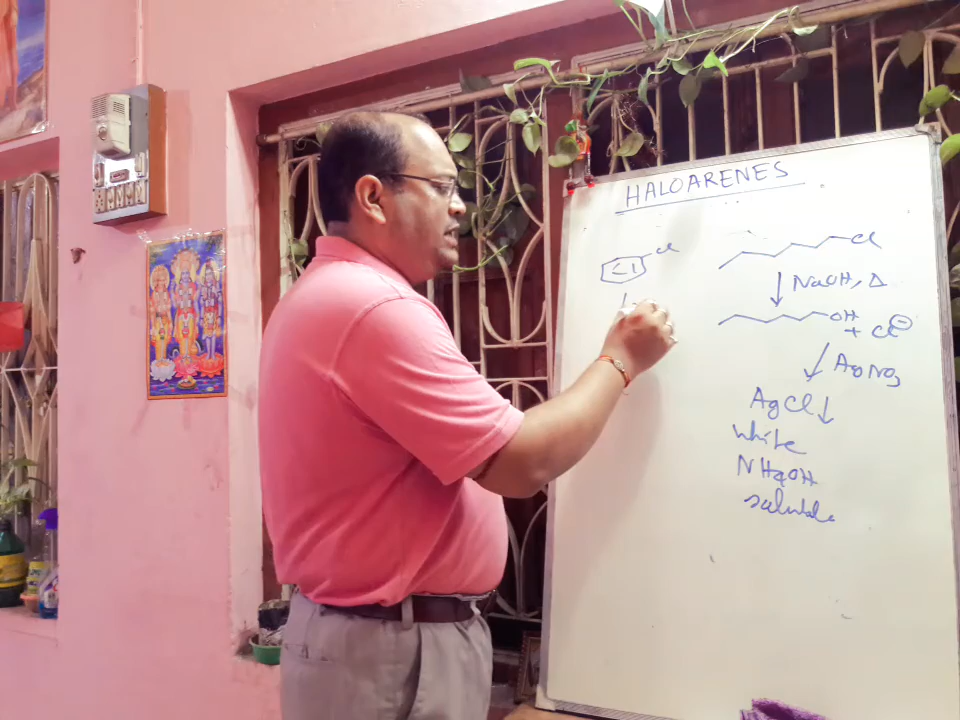 HALOARENES
Cl
Cl
NaOH, Δ
OH
+ Cl⊖
AgNO3
AgCl↓
white
NH4OH
soluble